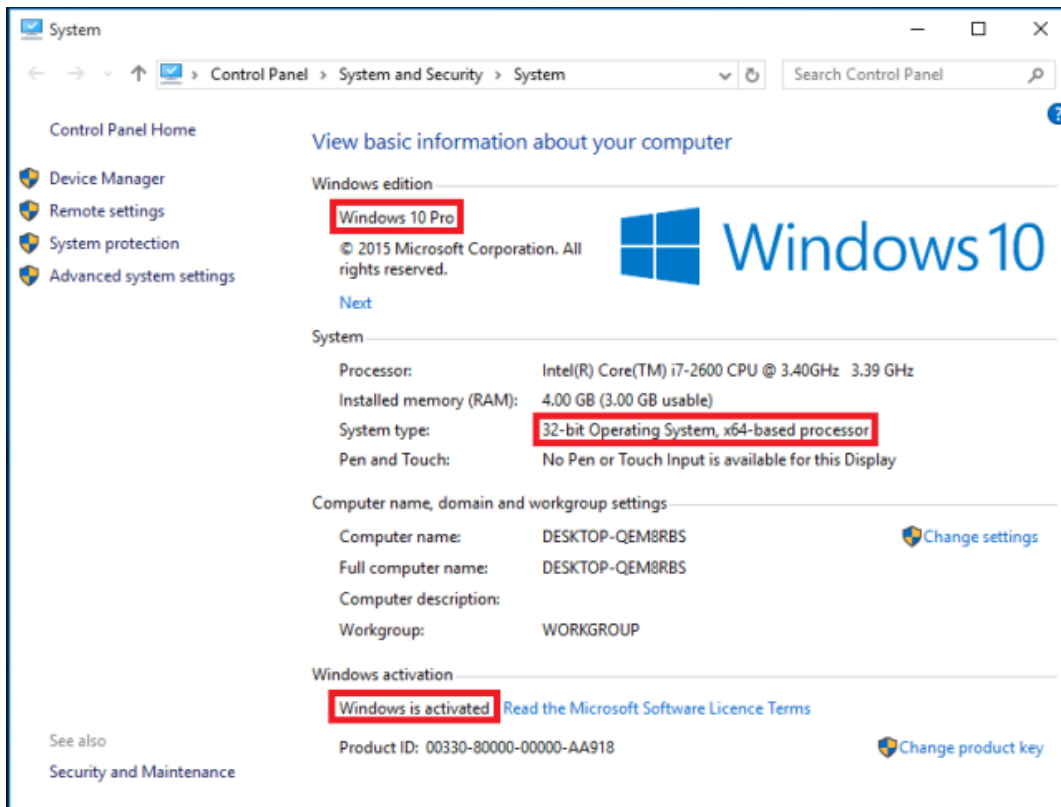 System
Control Panel › System and Security › System
Search Control Panel
?
Control Panel Home
Device Manager
Remote settings
System protection
Advanced system settings
See also
Security and Maintenance
View basic information about your computer
Windows edition
Windows 10 Pro
© 2015 Microsoft Corporation. All
rights reserved.
Next
Windows 10
System
Processor: Intel(R) Core(TM) i7-2600 CPU @ 3.40GHz 3.39 GHz
Installed memory (RAM): 4.00 GB (3.00 GB usable)
System type: 32-bit Operating System, x64-based processor
Pen and Touch: No Pen or Touch Input is available for this Display
Computer name, domain and workgroup settings
Computer name: DESKTOP-QEM8RBS
Change settings
Full computer name: DESKTOP-QEM8RBS
Computer description:
Workgroup: WORKGROUP
Windows activation
Windows is activated Read the Microsoft Software Licence Terms
Product ID: 00330-80000-00000-AA918
Change product key